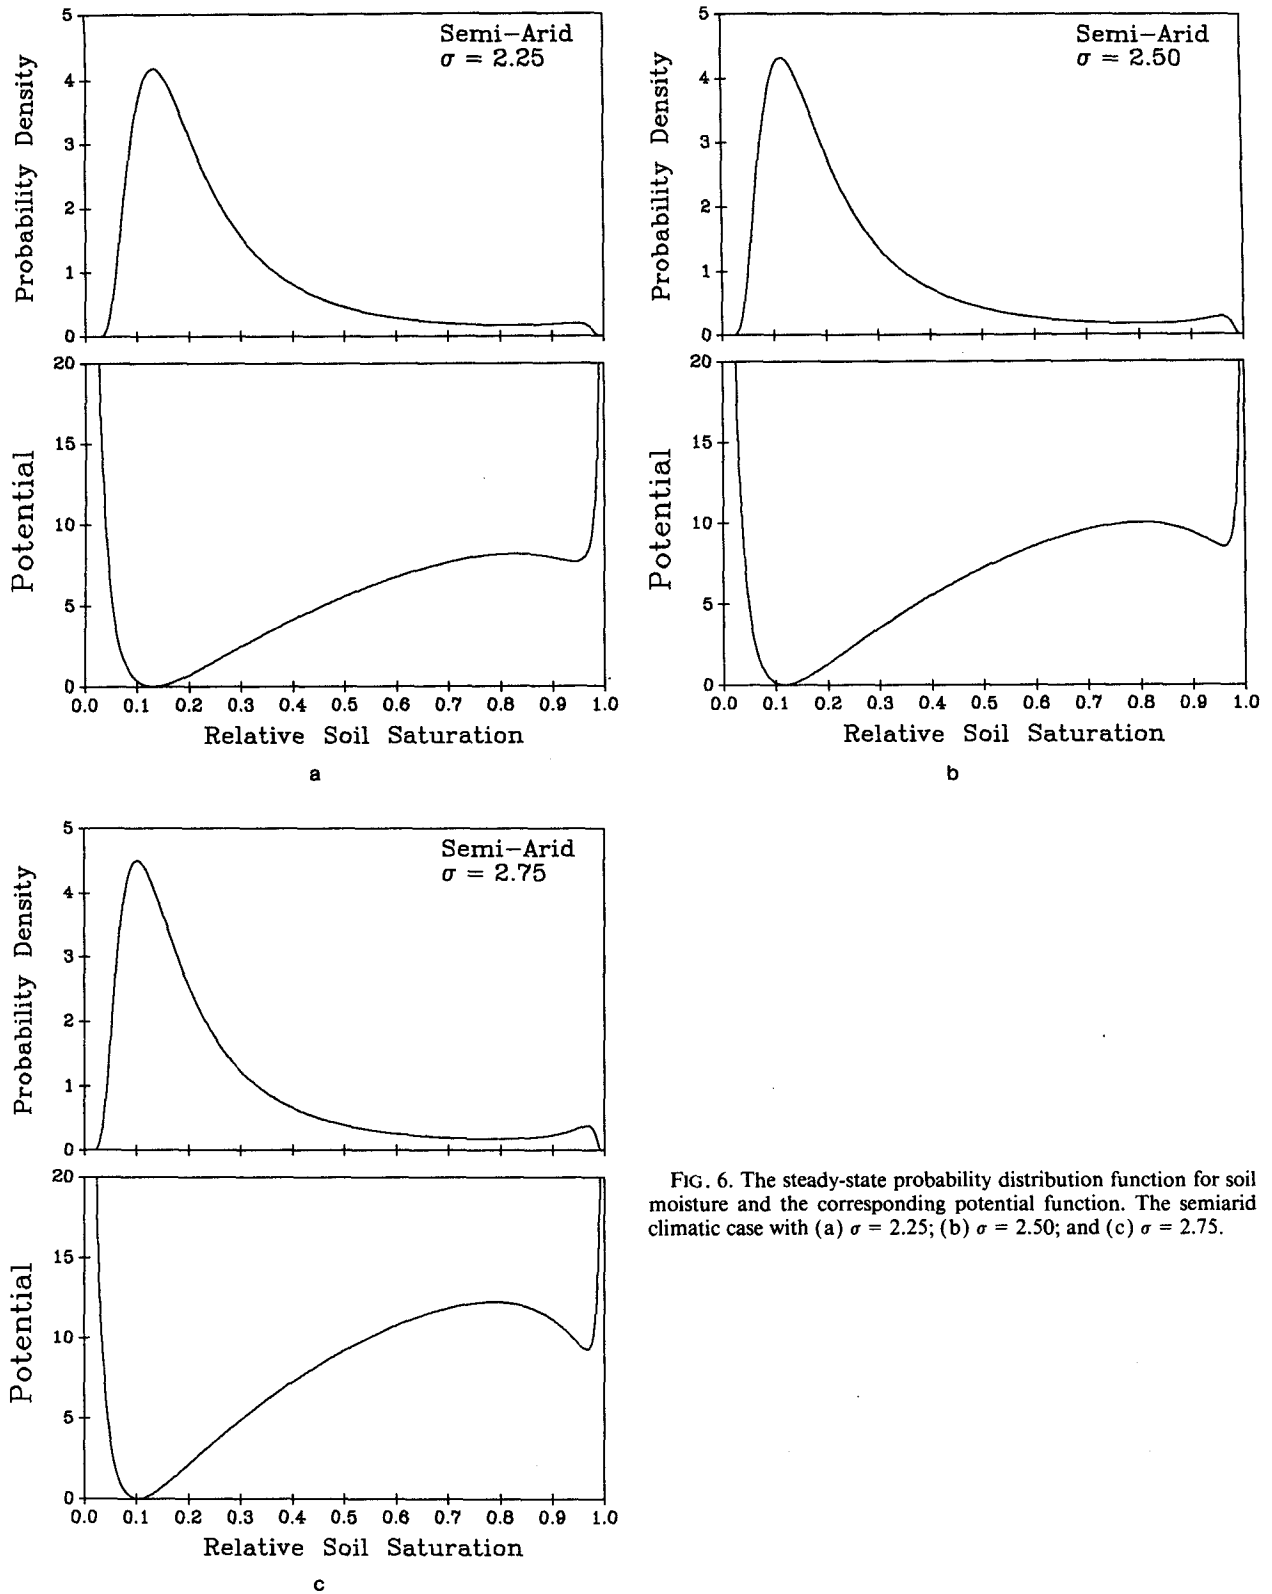 Semi-Arid
σ = 2.25
Probability Density
5
4
3
2
1
0
Potential
20
15
10
5
0
0.0 0.1 0.2 0.3 0.4 0.5 0.6 0.7 0.8 0.9 1.0
Relative Soil Saturation
a
Semi-Arid
σ = 2.50
Probability Density
5
4
3
2
1
0
Potential
20
15
10
5
0
0.0 0.1 0.2 0.3 0.4 0.5 0.6 0.7 0.8 0.9 1.0
Relative Soil Saturation
b
Semi-Arid
σ = 2.75
Probability Density
5
4
3
2
1
0
Potential
20
15
10
5
0
0.0 0.1 0.2 0.3 0.4 0.5 0.6 0.7 0.8 0.9 1.0
Relative Soil Saturation
c
FIG. 6. The steady-state probability distribution function for soil
moisture and the corresponding potential function. The semiarid
climatic case with (a) σ = 2.25; (b) σ = 2.50; and (c) σ = 2.75.